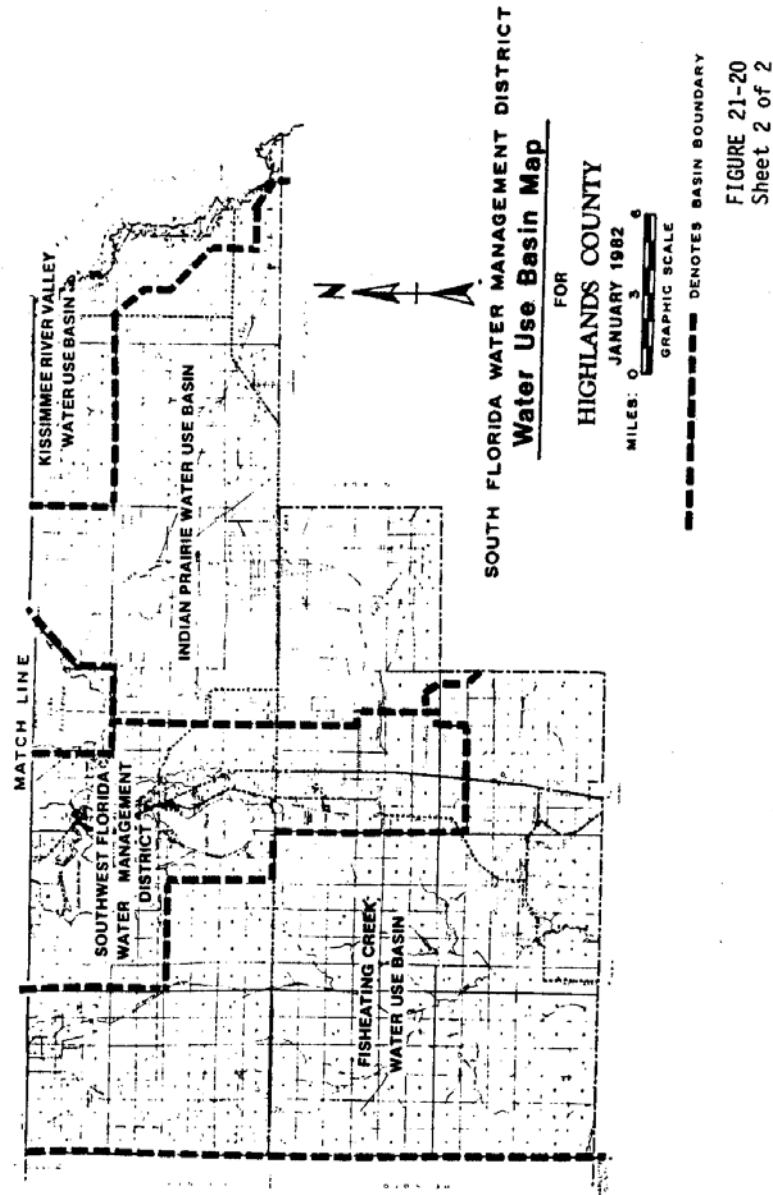 MATCH LINE
KISSIMMEE RIVER VALLEY
WATER USE BASIN
SOUTHWEST FLORIDA
WATER MANAGEMENT
DISTRICT
INDIAN PRAIRIE WATER USE BASIN
FISHEATING CREEK
WATER USE BASIN
N
SOUTH FLORIDA WATER MANAGEMENT DISTRICT
Water Use Basin Map
FOR
HIGHLANDS COUNTY
JANUARY 1982
MILES: 0 3 6
GRAPHIC SCALE
DENOTES BASIN BOUNDARY
FIGURE 21-20
Sheet 2 of 2